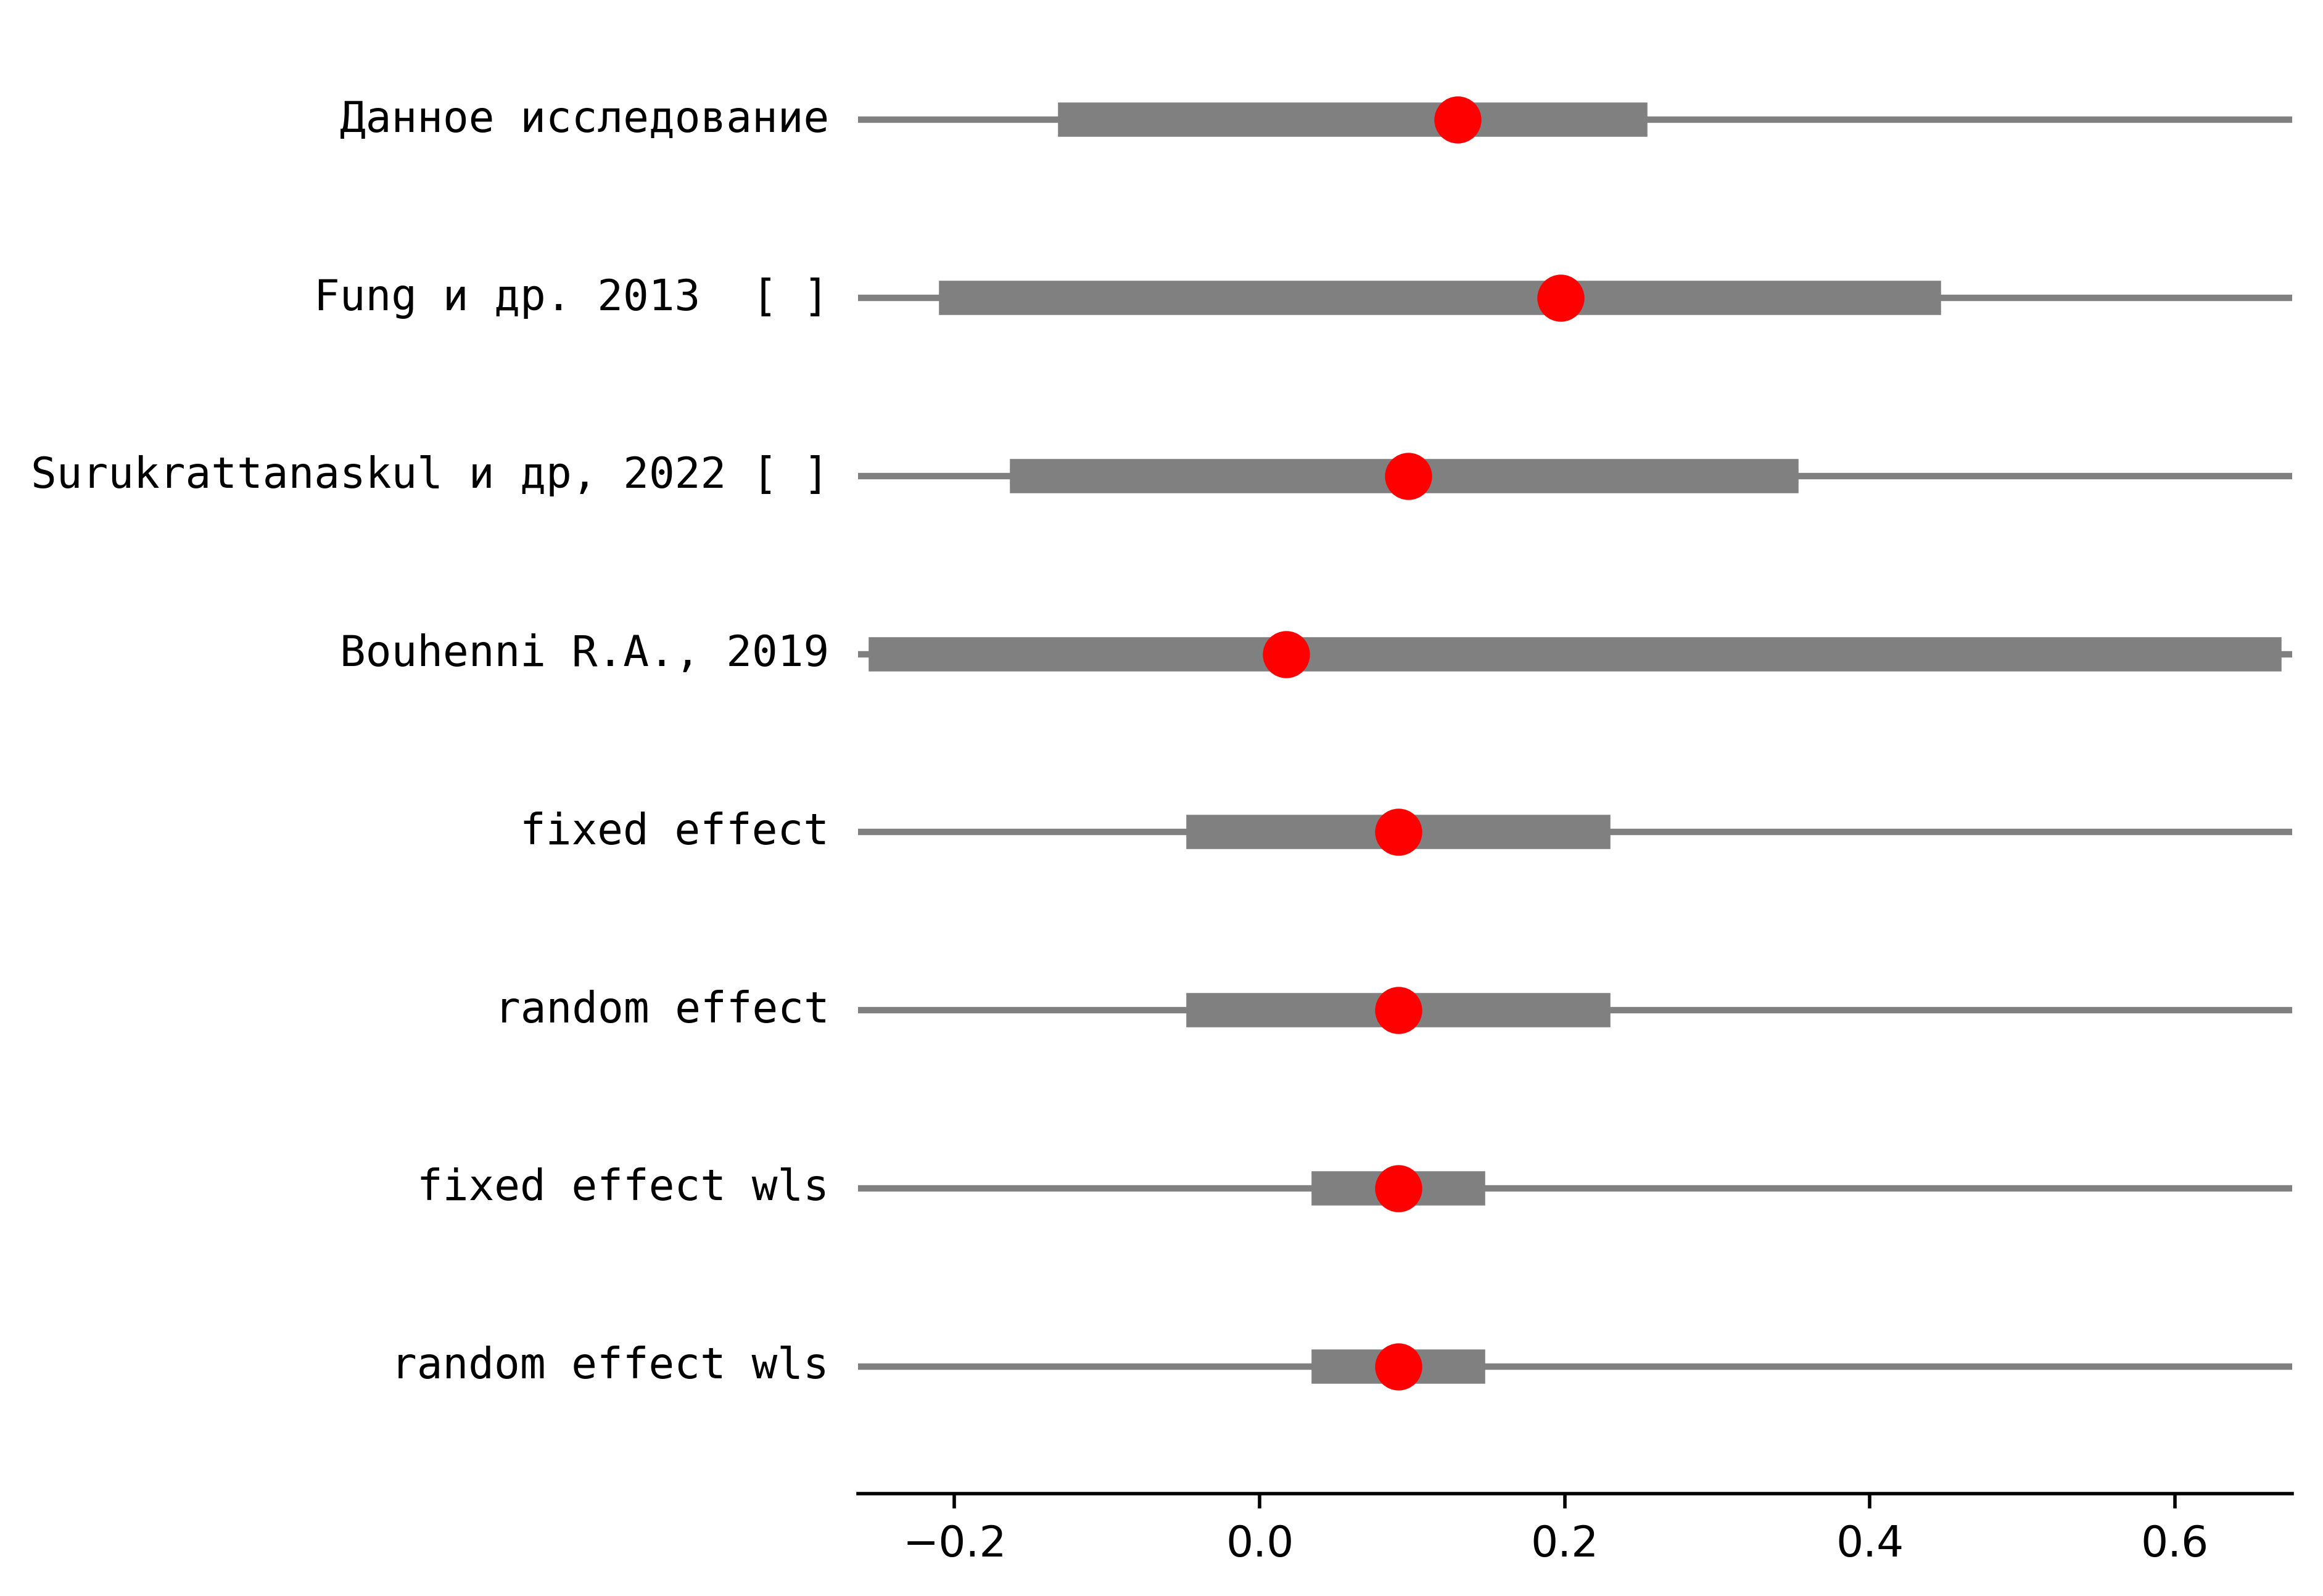 Данное исследование
Fung и др. 2013  [ ]
Surukrattanaskul и др, 2022 [ ]
Bouhenni R.A., 2019
fixed effect
random effect
fixed effect wls
random effect wls
−0.2 0.0 0.2 0.4 0.6